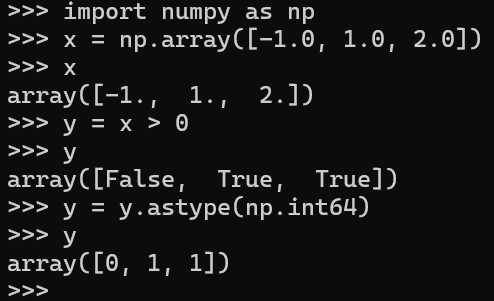 >>> import numpy as np
>>> x = np.array([-1.0, 1.0, 2.0])
>>> x
array([-1.,  1.,  2.])
>>> y = x > 0
>>> y
array([False,  True,  True])
>>> y = y.astype(np.int64)
>>> y
array([0, 1, 1])
>>>